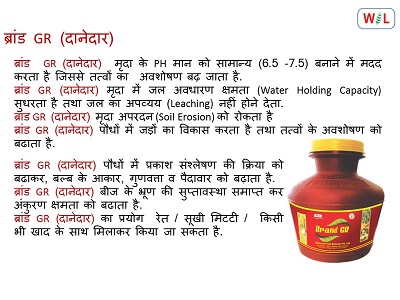 WIL
ब्रांड GR (दानेदार)
ब्रांड GR (दानेदार) मृदा के PH मान को सामान्य (6.5 -7.5) बनाने में मदद
करता है जिससे तत्वों का अवशोषण बढ़ जाता है.
ब्रांड GR (दानेदार) मृदा में जल अवधारण क्षमता (Water Holding Capacity)
सुधरता है तथा जल का अपव्यय (Leaching) नहीं होने देता.
ब्राड GR (दानेदार) मृदा अपरदन(Soil Erosion) को रोकता है
ब्रांड GR (दानेदार) पौधों में जड़ों का विकास करता है तथा तत्वों के अवशोषण को
बढाता है.
ब्रांड GR (दानेदार) पौधों में प्रकाश संश्लेषण की क्रिया को
बढाकर, बल्ब के आकार, गुणवत्ता व पैदावार को बढ़ाता है.
ब्रांड GR (दानेदार) बीज के भ्रूण की सुप्तावस्था समाप्त कर
अंकुरण क्षमता को बढाता है.
ब्रांड GR (दानेदार) का प्रयोग रेत / सूखी मिटटी / किसी
भी खाद के साथ मिलाकर किया जा सकता है.
Brand GR